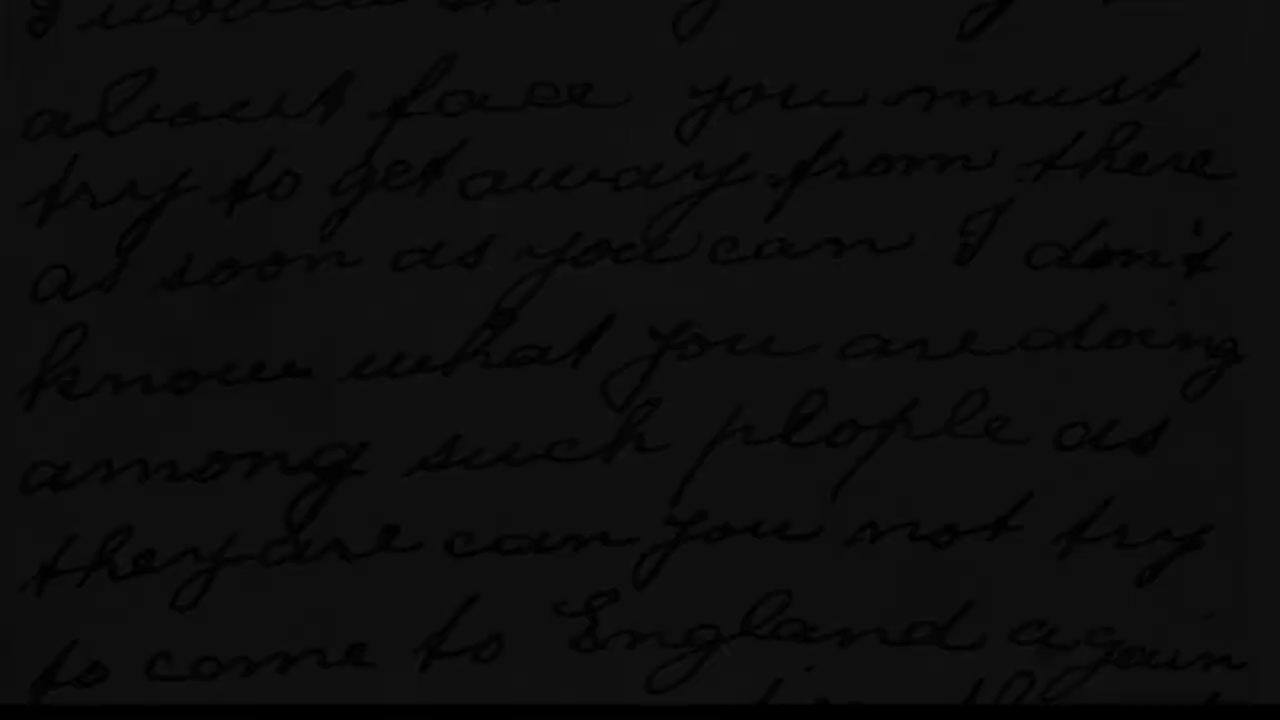 about face you must
try to get away from there
as soon as you can I don't
know what you are doing
among such people as
they are can you not try
to come to England again